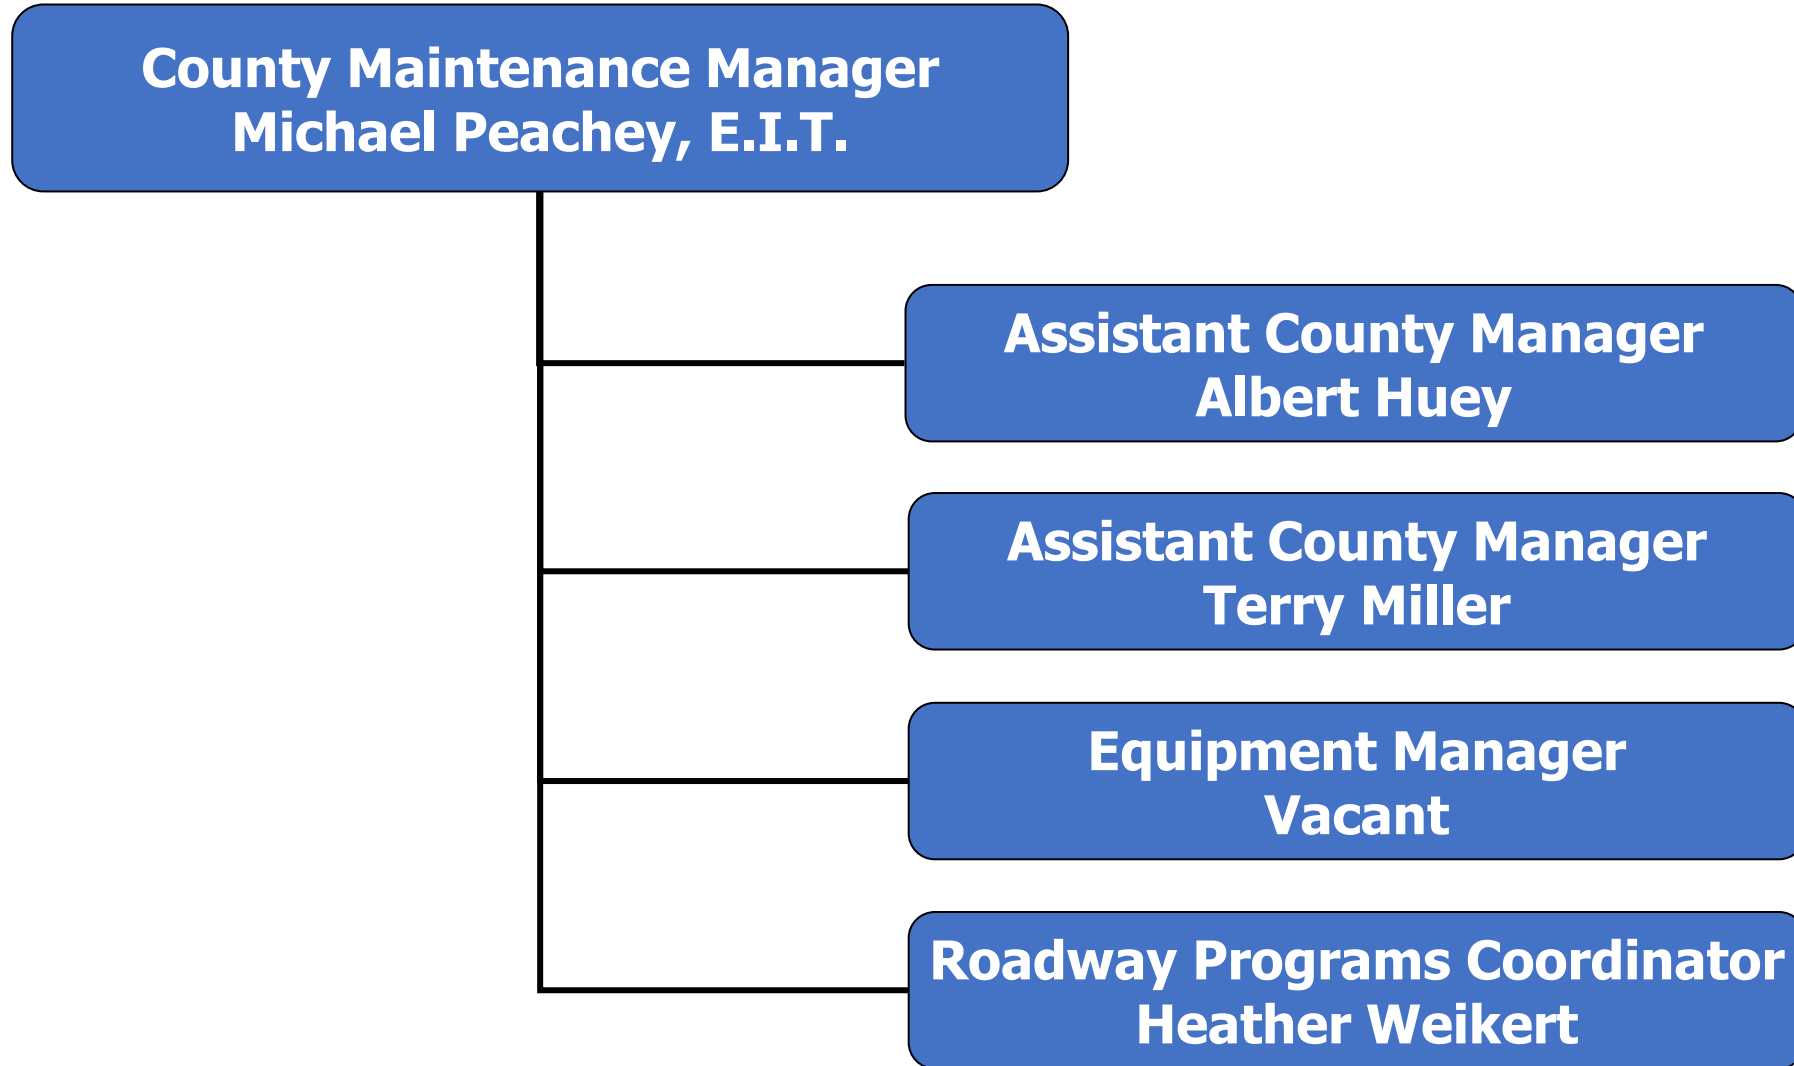 County Maintenance Manager
Michael Peachey, E.I.T.
Assistant County Manager
Albert Huey
Assistant County Manager
Terry Miller
Equipment Manager
Vacant
Roadway Programs Coordinator
Heather Weikert